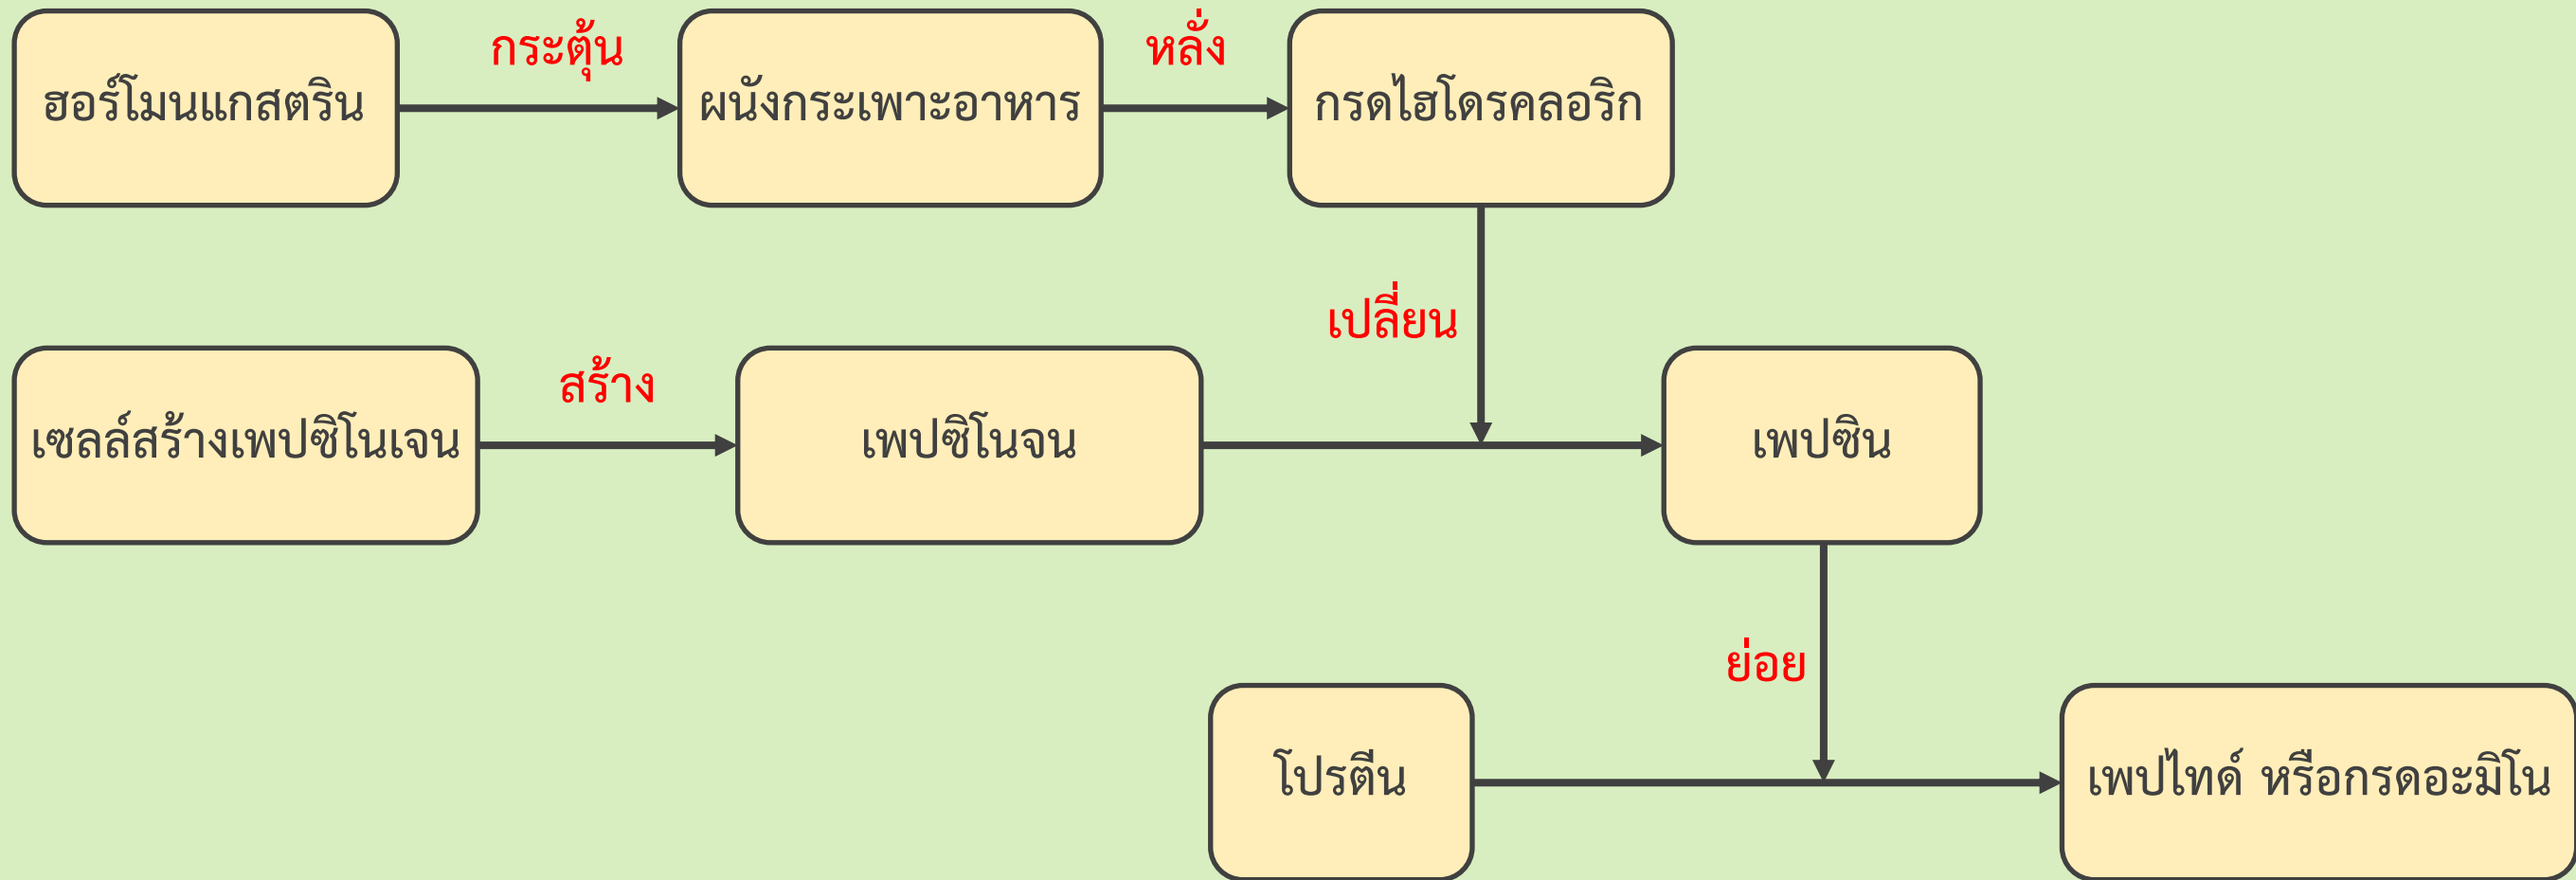 กระตุ้น
หลั่ง
ฮอร์โมนแกสตริน
ผนังกระเพาะอาหาร
กรดไฮโดรคลอริก
เปลี่ยน
สร้าง
เซลล์สร้างเพปซิโนเจน
เพปซิโนจน
เพปซิน
ย่อย
โปรตีน
เพปไทด์ หรือกรดอะมิโน